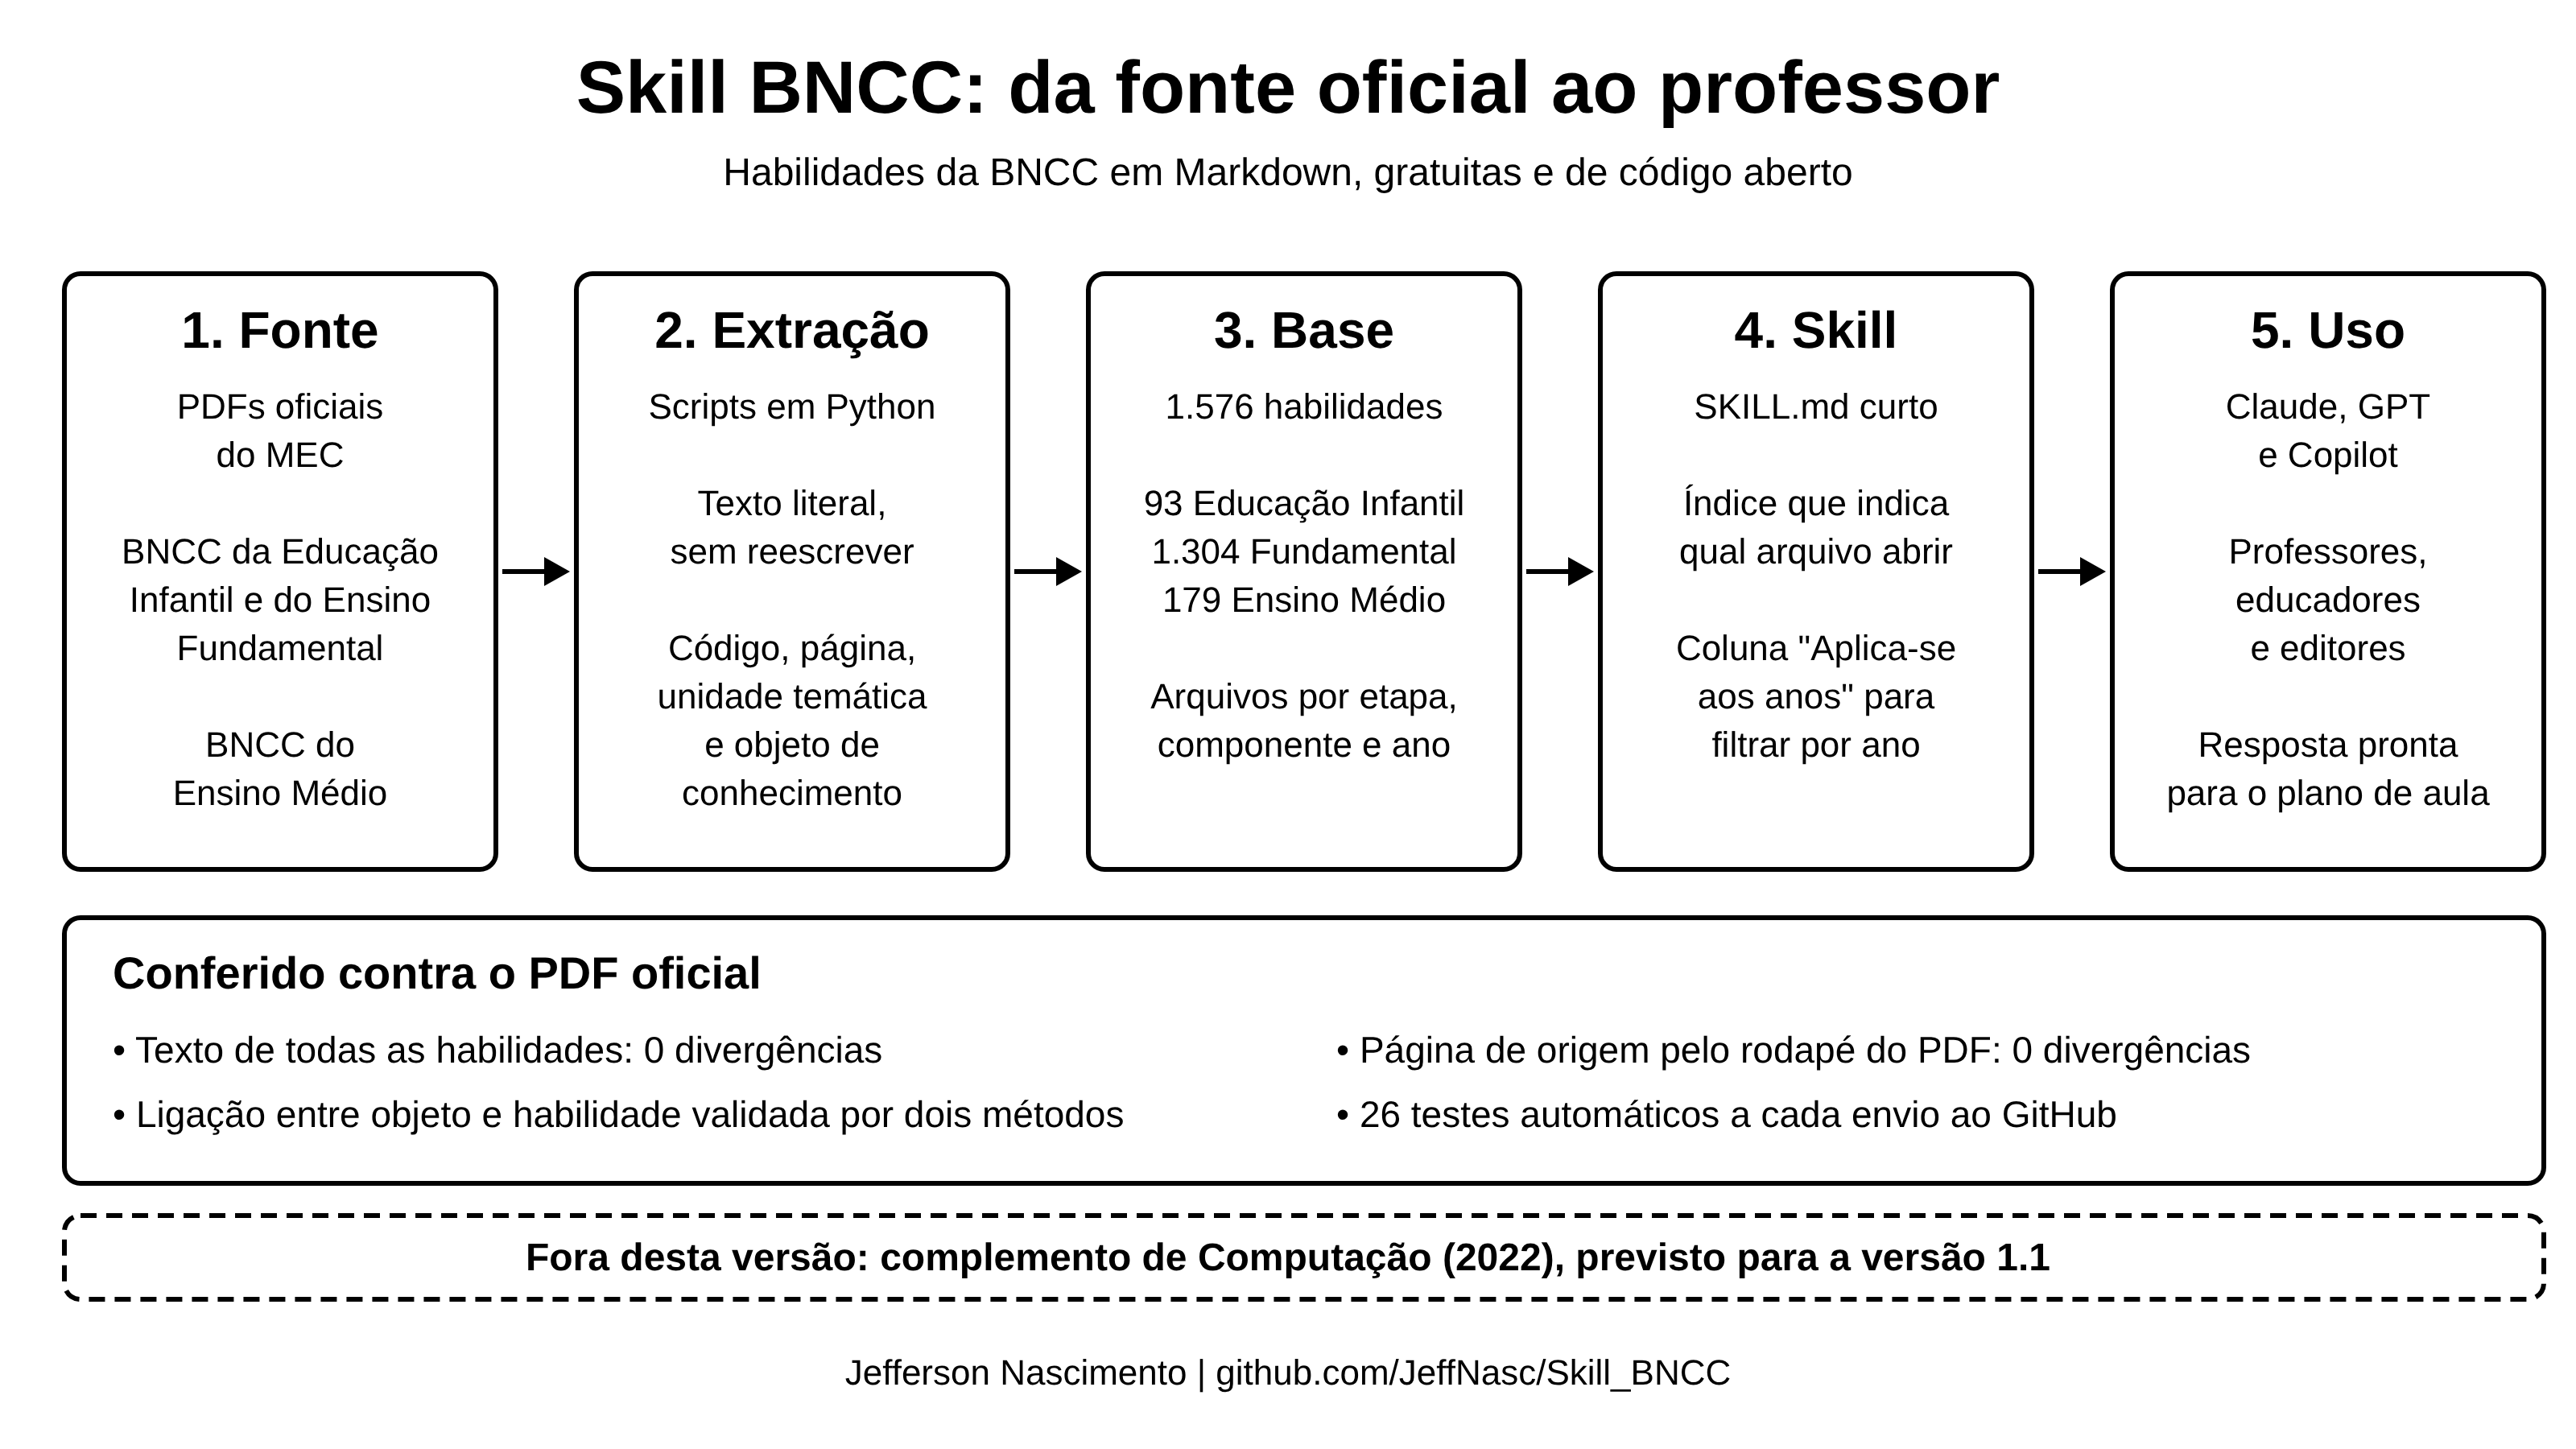 Skill BNCC: da fonte oficial ao professor
Habilidades da BNCC em Markdown, gratuitas e de código aberto
1. Fonte
PDFs oficiais
do MEC
BNCC da Educação
Infantil e do Ensino
Fundamental
BNCC do
Ensino Médio
2. Extração
Scripts em Python
Texto literal,
sem reescrever
Código, página,
unidade temática
e objeto de
conhecimento
3. Base
1.576 habilidades
93 Educação Infantil
1.304 Fundamental
179 Ensino Médio
Arquivos por etapa,
componente e ano
4. Skill
SKILL.md curto
Índice que indica
qual arquivo abrir
Coluna "Aplica-se
aos anos" para
filtrar por ano
5. Uso
Claude, GPT
e Copilot
Professores,
educadores
e editores
Resposta pronta
para o plano de aula
Conferido contra o PDF oficial
• Texto de todas as habilidades: 0 divergências
• Ligação entre objeto e habilidade validada por dois métodos
• Página de origem pelo rodapé do PDF: 0 divergências
• 26 testes automáticos a cada envio ao GitHub
Fora desta versão: complemento de Computação (2022), previsto para a versão 1.1
Jefferson Nascimento | github.com/JeffNasc/Skill_BNCC